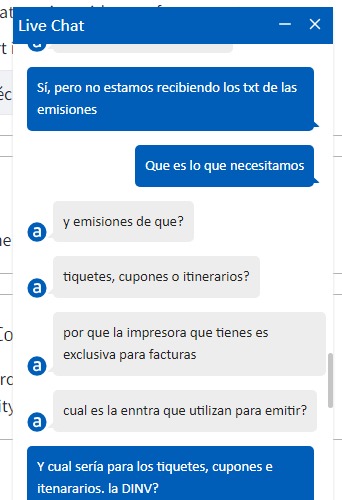 Live Chat
Sí, pero no estamos recibiendo los txt de las
emisiones
Que es lo que necesitamos
y emisiones de que?
a
tiquetes, cupones o itinerarios?
a
por que la impresora que tienes es
exclusiva para facturas
a
cual es la enntra que utilizan para emitir?
a
Y cual sería para los tiquetes, cupones e
itenararios. la DINV?